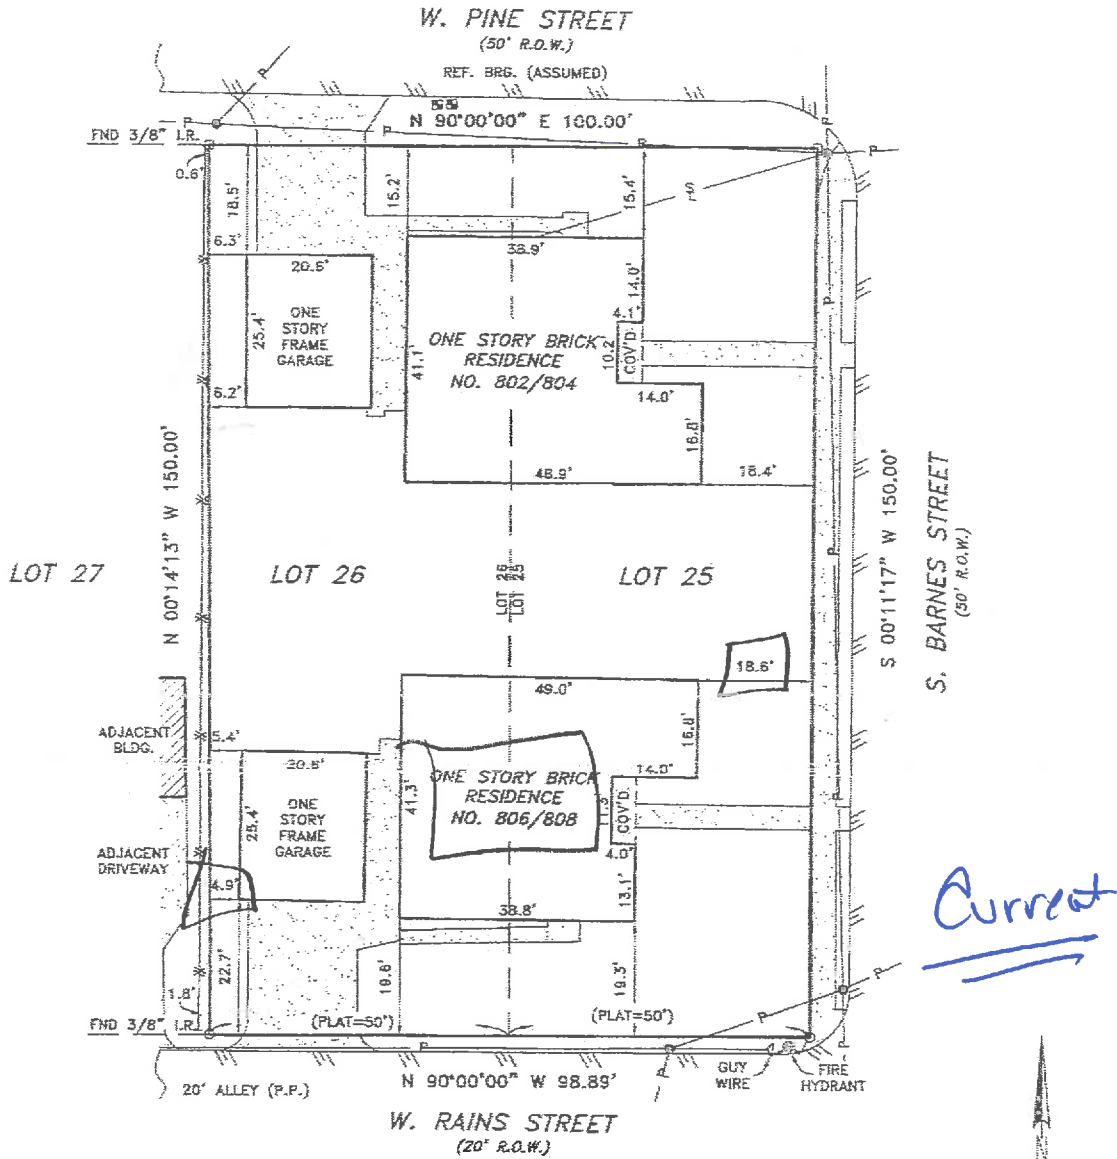 W. PINE STREET
(50' R.O.W.)
REF. BRG. (ASSUMED)
N 90°00'00" E 100.00'
FND 3/8" I.R.
0.6'
18.5'
15.2'
15.4'
6.3'
20.6'
38.9'
14.0'
ONE
STORY
FRAME
GARAGE
25.4'
4.1'
ONE STORY BRICK
RESIDENCE
NO. 802/804
41.1'
10.2'
COV'D.
6.2'
14.0'
16.8'
48.9'
18.4'
N 00°14'13" W 150.00'
S 00°11'17" W 150.00'
S. BARNES STREET
(50' R.O.W.)
LOT 27
LOT 26
LOT 26
LOT 25
LOT 25
18.6'
49.0'
16.8'
ADJACENT
BLDG.
5.4'
20.6'
14.0'
ONE STORY BRICK
RESIDENCE
NO. 806/808
41.3'
COV'D.
ONE
STORY
FRAME
GARAGE
25.4'
4.0'
ADJACENT
DRIVEWAY
4.9'
13.1'
38.8'
Current
22.7'
19.6'
19.3'
1.8'
(PLAT=50')
(PLAT=50')
FND 3/8" I.R.
N 90°00'00" W 98.89'
GUY
WIRE
FIRE
HYDRANT
20' ALLEY (P.P.)
W. RAINS STREET
(20' R.O.W.)